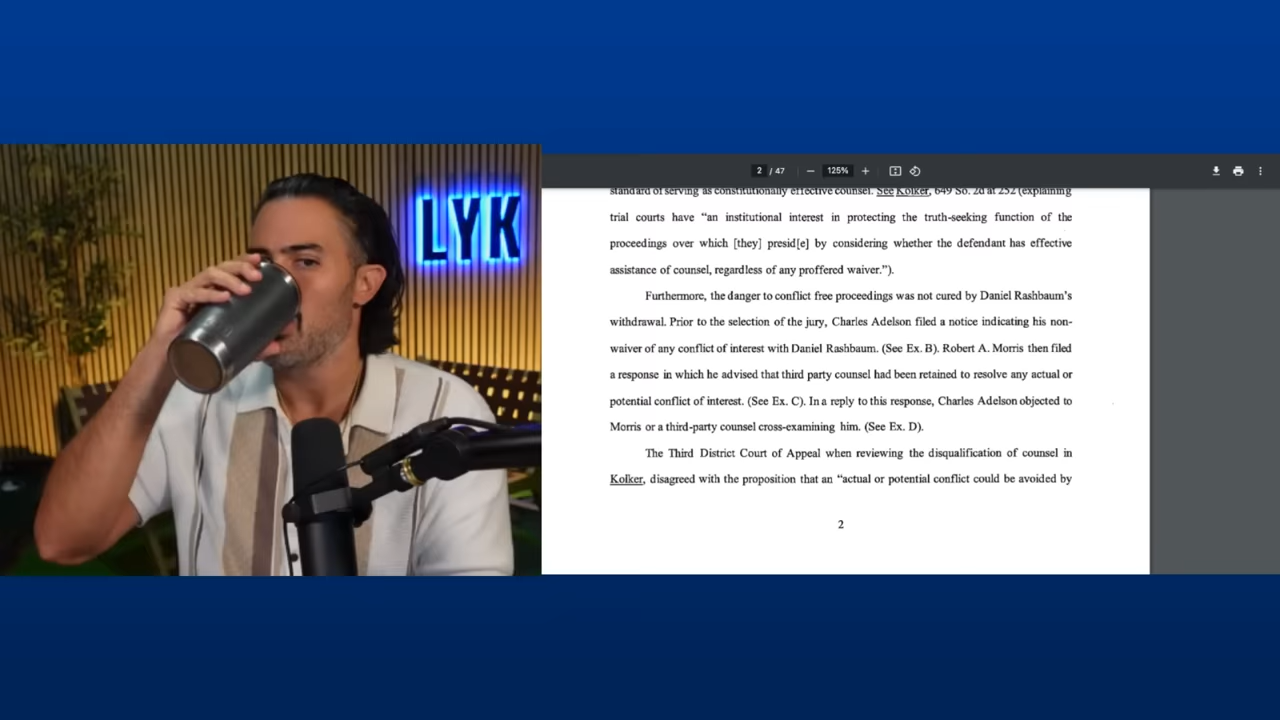 LYK
2 / 47
125%
standard of serving as constitutionally effective counsel. See Kolker, 649 So. 2d at 252 (explaining
trial courts have “an institutional interest in protecting the truth-seeking function of the
proceedings over which [they] presid[e] by considering whether the defendant has effective
assistance of counsel, regardless of any proffered waiver.”).
Furthermore, the danger to conflict free proceedings was not cured by Daniel Rashbaum’s
withdrawal. Prior to the selection of the jury, Charles Adelson filed a notice indicating his non-
waiver of any conflict of interest with Daniel Rashbaum. (See Ex. B). Robert A. Morris then filed
a response in which he advised that third party counsel had been retained to resolve any actual or
potential conflict of interest. (See Ex. C). In a reply to this response, Charles Adelson objected to
Morris or a third-party counsel cross-examining him. (See Ex. D).
The Third District Court of Appeal when reviewing the disqualification of counsel in
Kolker, disagreed with the proposition that an “actual or potential conflict could be avoided by
2